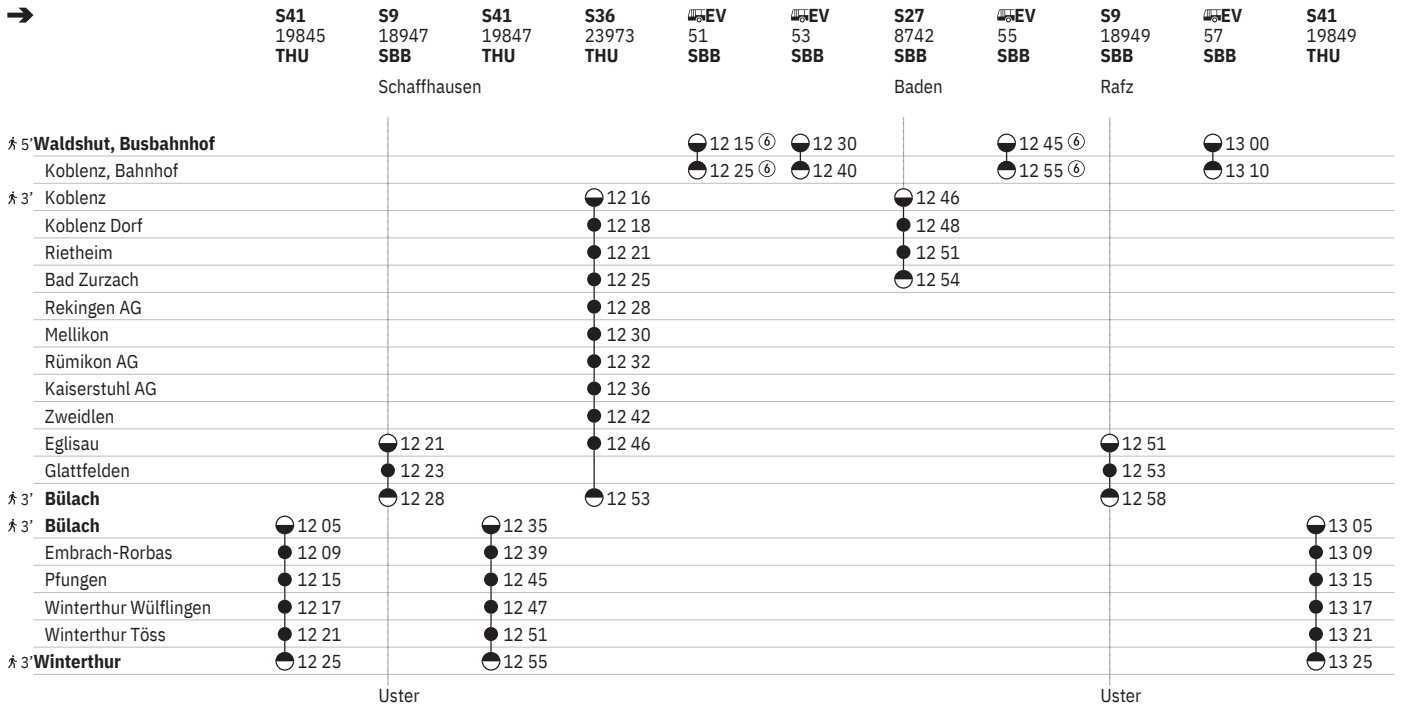 ➔ S41 S9 S41 S36 EV EV S27 EV S9 EV S41
19845 18947 19847 23973 51 53 8742 55 18949 57 19849
THU SBB THU THU SBB SBB SBB SBB SBB SBB THU
Schaffhausen Baden Rafz
5’ Waldshut, Busbahnhof 12 15 ⑥ 12 30 12 45 ⑥ 13 00
Koblenz, Bahnhof 12 25 ⑥ 12 40 12 55 ⑥ 13 10
3’ Koblenz 12 16 12 46
Koblenz Dorf 12 18 12 48
Rietheim 12 21 12 51
Bad Zurzach 12 25 12 54
Rekingen AG 12 28
Mellikon 12 30
Rümikon AG 12 32
Kaiserstuhl AG 12 36
Zweidlen 12 42
Eglisau 12 21 12 46 12 51
Glattfelden 12 23 12 53
3’ Bülach 12 28 12 53 12 58
3’ Bülach 12 05 12 35 13 05
Embrach-Rorbas 12 09 12 39 13 09
Pfungen 12 15 12 45 13 15
Winterthur Wülflingen 12 17 12 47 13 17
Winterthur Töss 12 21 12 51 13 21
3’ Winterthur 12 25 12 55 13 25
Uster Uster